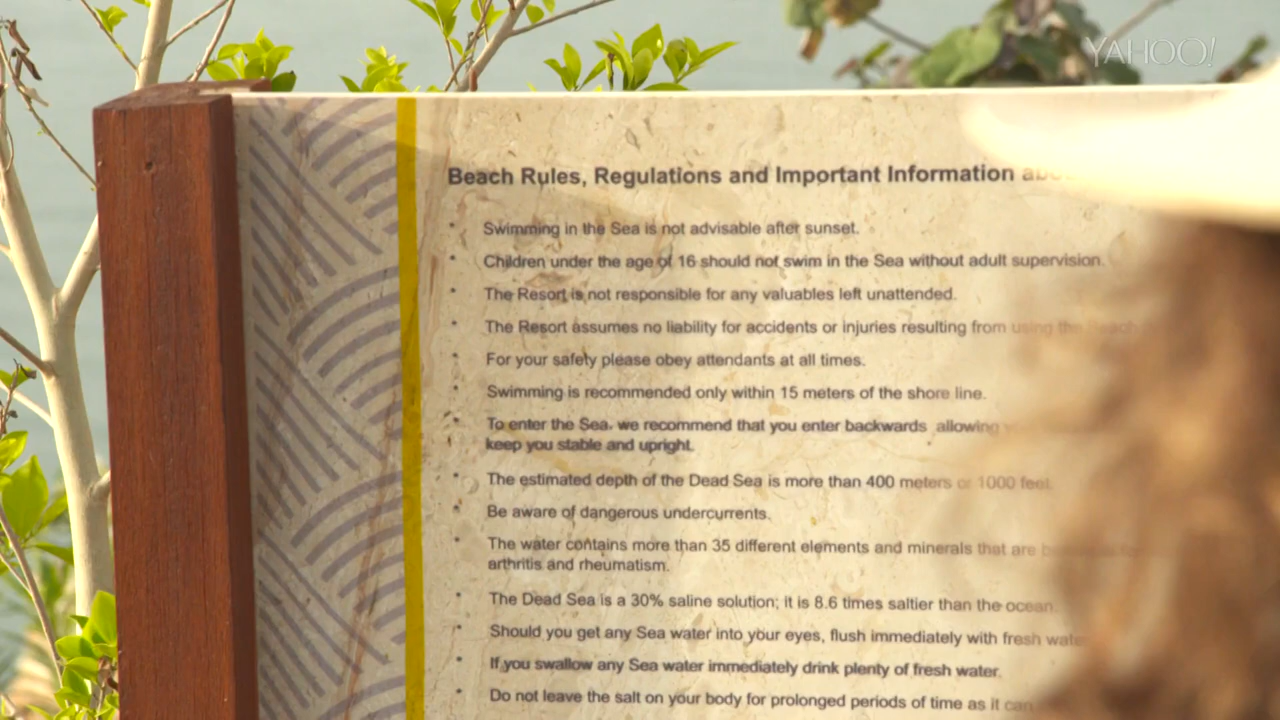 YAHOO!
Beach Rules, Regulations and Important Information
Swimming in the Sea is not advisable after sunset.
Children under the age of 16 should not swim in the Sea without adult supervision.
The Resort is not responsible for any valuables left unattended.
The Resort assumes no liability for accidents or injuries resulting from using the Beach
For your safety please obey attendants at all times.
Swimming is recommended only within 15 meters of the shore line.
To enter the Sea, we recommend that you enter backwards allowing
keep you stable and upright.
The estimated depth of the Dead Sea is more than 400 meters or 1000 feet.
Be aware of dangerous undercurrents.
The water contains more than 35 different elements and minerals that are
arthritis and rheumatism.
The Dead Sea is a 30% saline solution; it is 8.6 times saltier than the ocean.
Should you get any Sea water into your eyes, flush immediately with fresh
If you swallow any Sea water immediately drink plenty of fresh water.
Do not leave the salt on your body for prolonged periods of time as it can